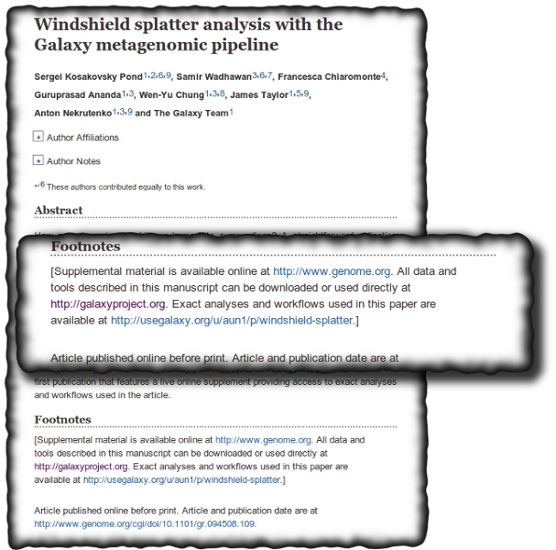 Windshield splatter analysis with the
Galaxy metagenomic pipeline
Sergei Kosakovsky Pond1,2,6,9, Samir Wadhawan3,6,7, Francesca Chiaromonte4,
Guruprasad Ananda1,3, Wen-Yu Chung1,3,8, James Taylor1,5,9,
Anton Nekrutenko1,3,9 and The Galaxy Team1
+ Author Affiliations
+ Author Notes
↵6 These authors contributed equally to this work.
Abstract
Footnotes
[Supplemental material is available online at http://www.genome.org. All data and
tools described in this manuscript can be downloaded or used directly at
http://galaxyproject.org. Exact analyses and workflows used in this paper are
available at http://usegalaxy.org/u/aun1/p/windshield-splatter.]
Article published online before print. Article and publication date are at
first publication that features a live online supplement providing access to exact analyses
and workflows used in the article.
Footnotes
[Supplemental material is available online at http://www.genome.org. All data and
tools described in this manuscript can be downloaded or used directly at
http://galaxyproject.org. Exact analyses and workflows used in this paper are
available at http://usegalaxy.org/u/aun1/p/windshield-splatter.]
Article published online before print. Article and publication date are at
http://www.genome.org/cgi/doi/10.1101/gr.094508.109.